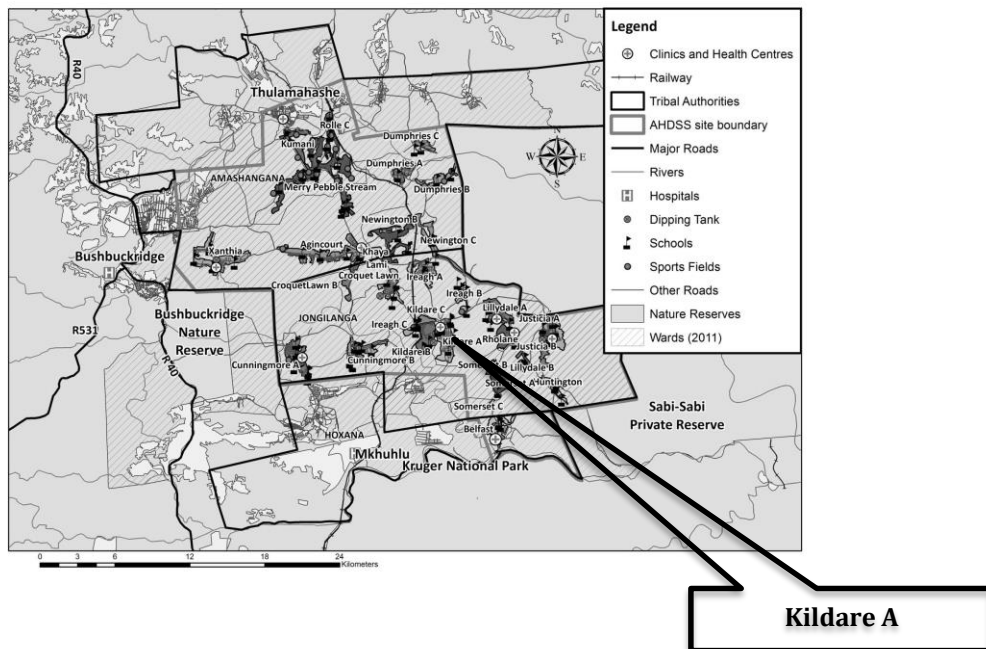 Legend
Clinics and Health Centres
Railway
Tribal Authorities
AHDSS site boundary
Major Roads
Rivers
Hospitals
Dipping Tank
Schools
Sports Fields
Other Roads
Nature Reserves
Wards (2011)
N
W E
S
R40
Thulamahashe
Rolle C
Kumani
Dumphries C
Dumphries A
Dumphries B
AMASHANGANA
Merry Pebble Stream
Newington B
Newington C
Xanthia
Agincourt
Khaya
Lami
Bushbuckridge
Croquet Lawn
Ireagh A
CroquetLawn B
Ireagh B
Bushbuckridge
Nature
Reserve
JONGILANGA
Kildare C
Lillydale A
Justicia A
R531
Ireagh C
Kildare A
Rholane
Justicia B
Kildare B
Cunningmore A
Cunningmore B
Somerset B
Lillydale B
R-40
Somerset A
Huntington
Somerset C
Sabi-Sabi
Private Reserve
HOXANA
Belfast
Mkhuhlu
Kruger National Park
0 3 6 12 18 24
Kilometers
Kildare A